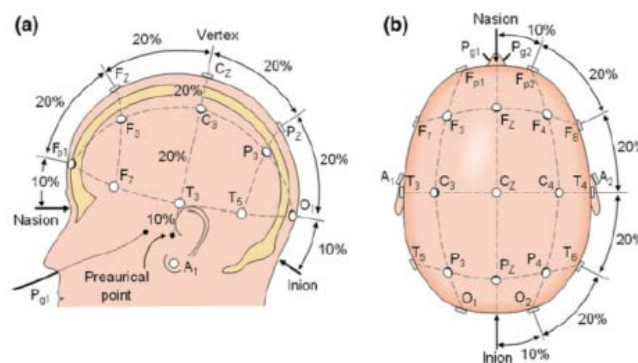 (a)
Vertex
20%
20%
Fz
Cz
20%
20%
20%
F3
C3
Pz
Fp1
20%
P3
20%
10%
F7
T3
T5
O1
Nasion
10%
10%
Preaurical
point
A1
Inion
Pg1
(b)
Nasion
10%
Pg1
Pg2
Fp1
Fp2
20%
F7
F3
Fz
F4
F8
20%
A1
T3
C3
Cz
C4
T4
A2
20%
T5
P3
Pz
P4
T6
O1
O2
20%
Inion
10%